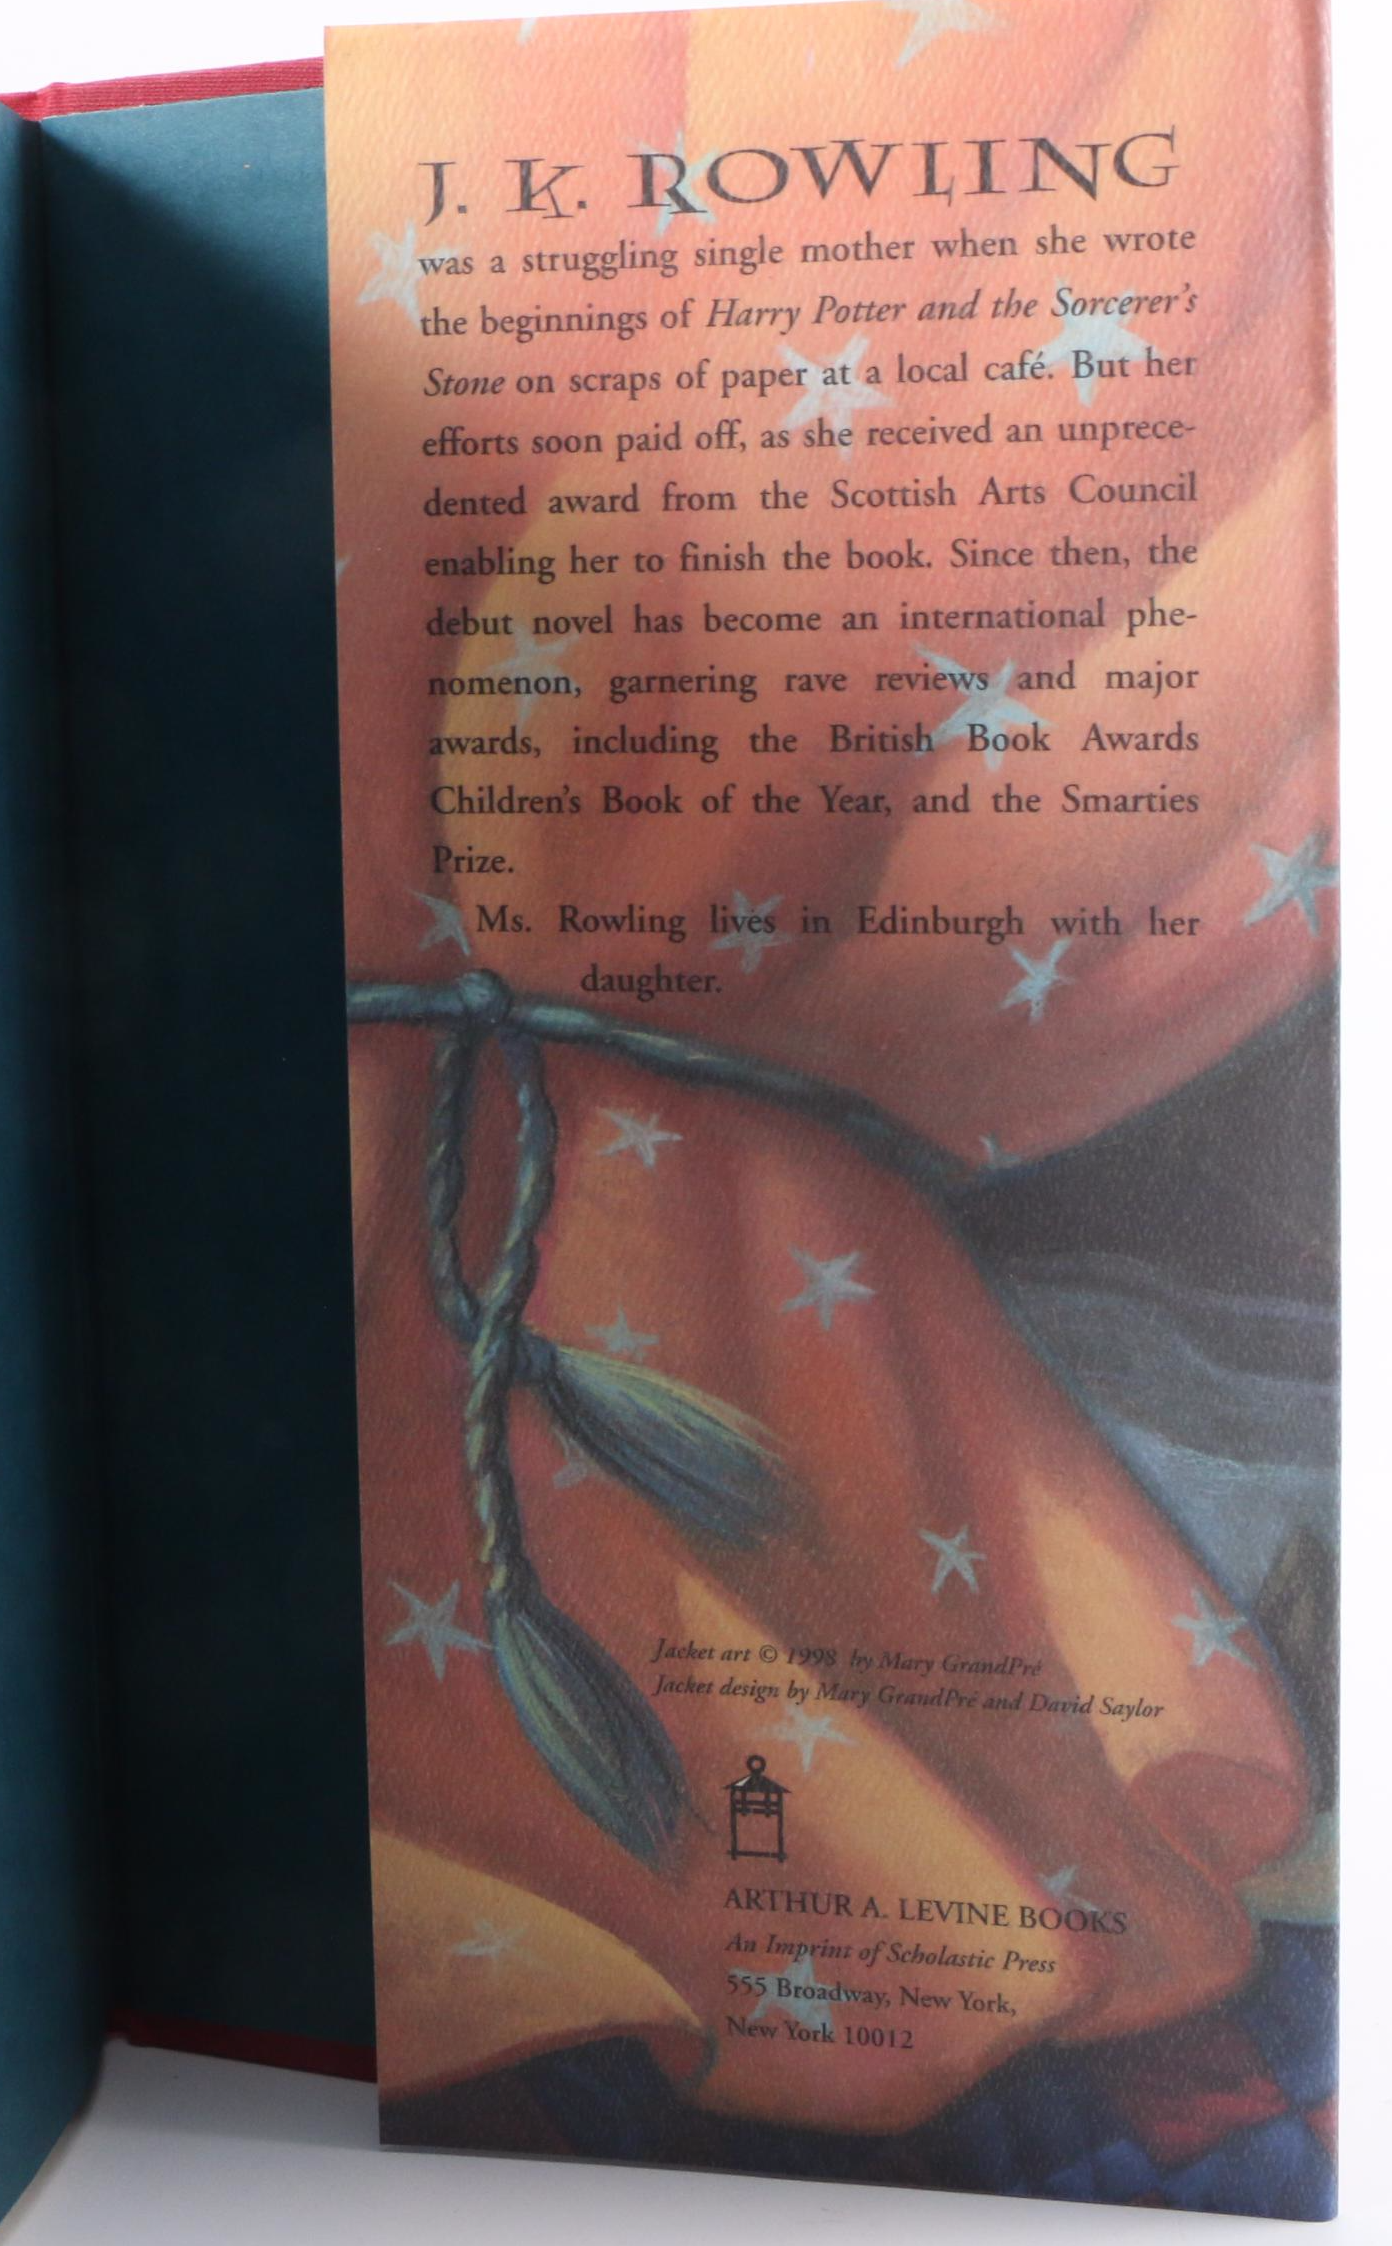 J. K. ROWLING
was a struggling single mother when she wrote
the beginnings of Harry Potter and the Sorcerer's
Stone on scraps of paper at a local café. But her
efforts soon paid off, as she received an unprece-
dented award from the Scottish Arts Council
enabling her to finish the book. Since then, the
debut novel has become an international phe-
nomenon, garnering rave reviews and major
awards, including the British Book Awards
Children's Book of the Year, and the Smarties
Prize.
Ms. Rowling lives in Edinburgh with her
daughter.
Jacket art © 1998 by Mary GrandPré
Jacket design by Mary GrandPré and David Saylor
ARTHUR A. LEVINE BOOKS
An Imprint of Scholastic Press
555 Broadway, New York,
New York 10012